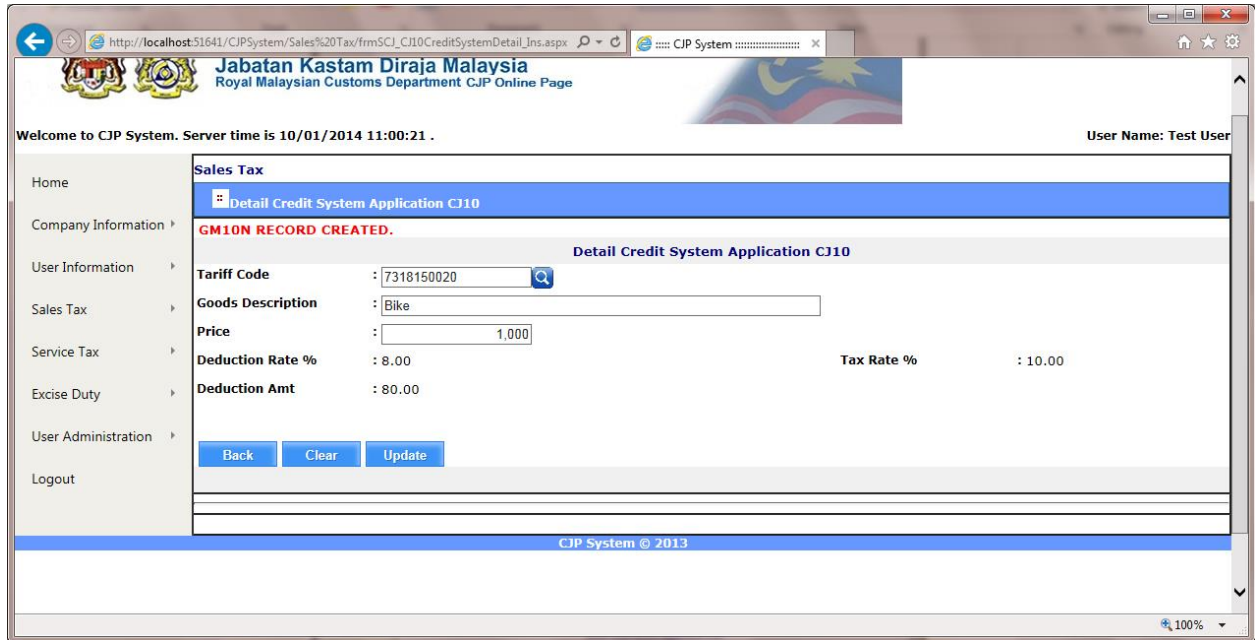 http://localhost:51641/CJPSystem/Sales%20Tax/frmSCJ_CJ10CreditSystemDetail_Ins.aspx
::::: CJP System ::::::::::::::::::::::
Jabatan Kastam Diraja Malaysia
Royal Malaysian Customs Department CJP Online Page
Welcome to CJP System. Server time is 10/01/2014 11:00:21 .
User Name: Test User
Home
Company Information
User Information
Sales Tax
Service Tax
Excise Duty
User Administration
Logout
Sales Tax
Detail Credit System Application CJ10
GM10N RECORD CREATED.
Detail Credit System Application CJ10
Tariff Code : 7318150020
Goods Description : Bike
Price : 1,000
Deduction Rate % : 8.00 Tax Rate % : 10.00
Deduction Amt : 80.00
Back Clear Update
CJP System © 2013
100%